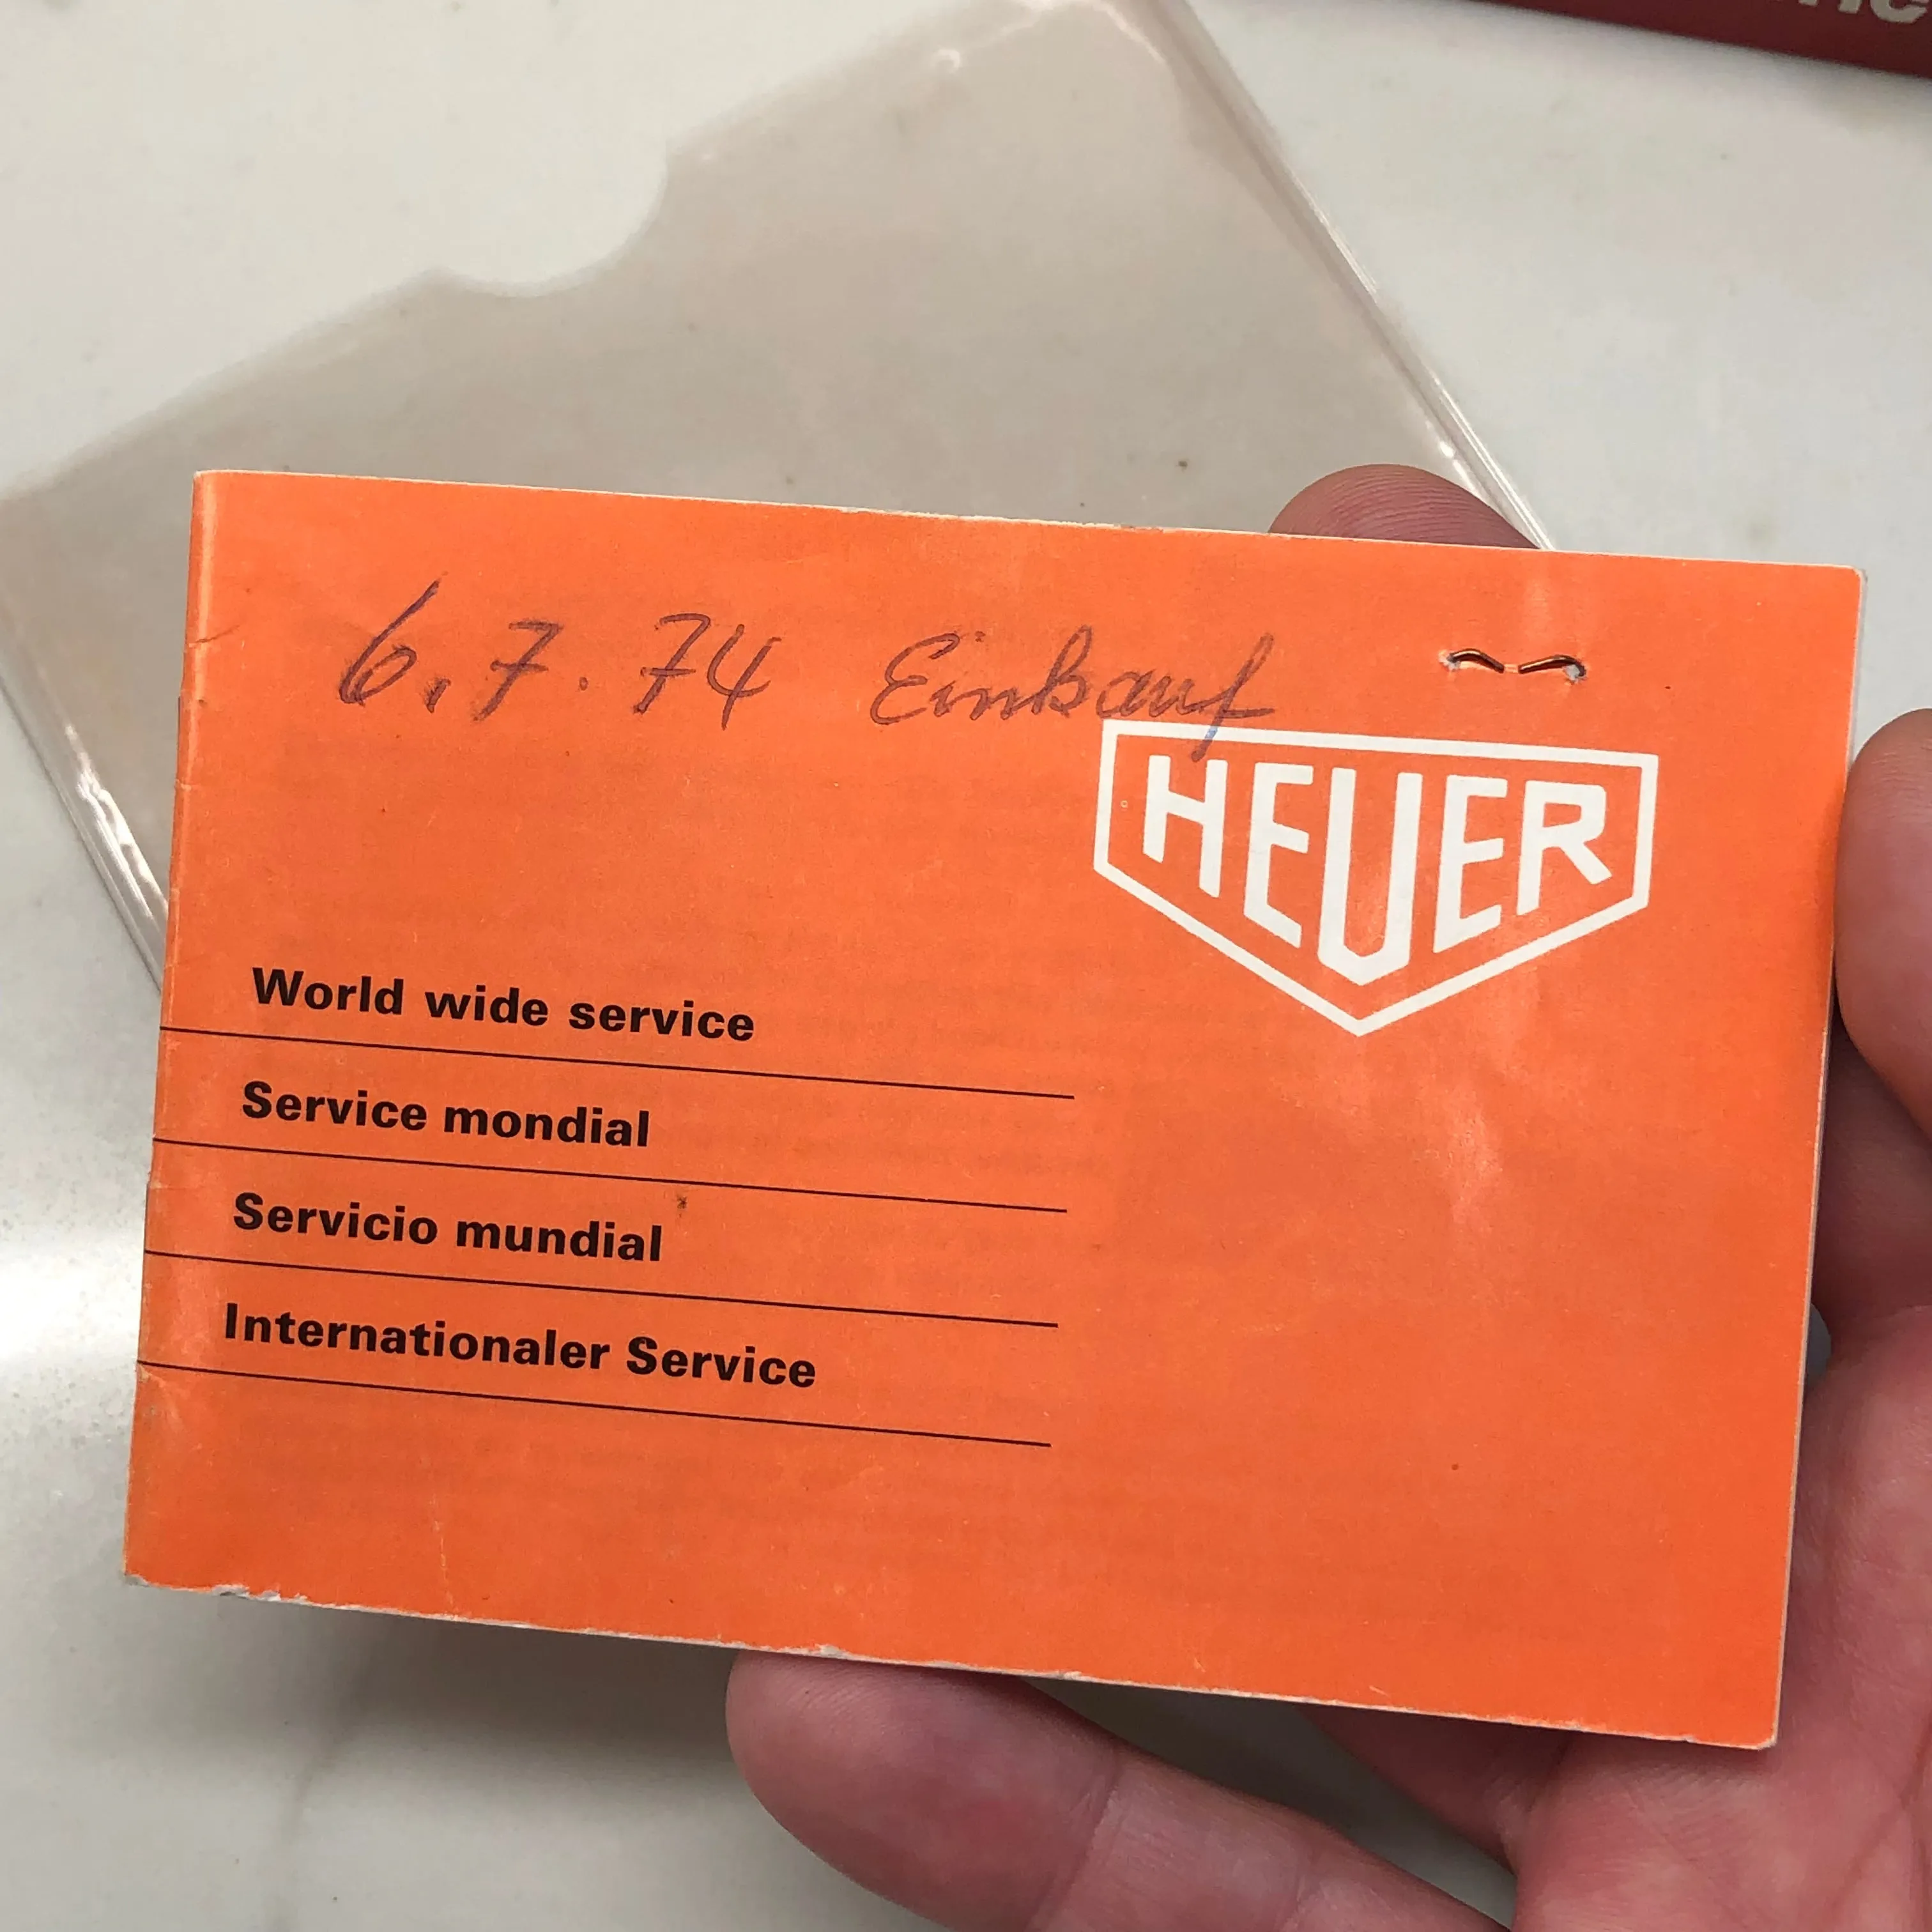 6.7.74 Einkauf
HEUER
World wide service
Service mondial
Servicio mundial
Internationaler Service